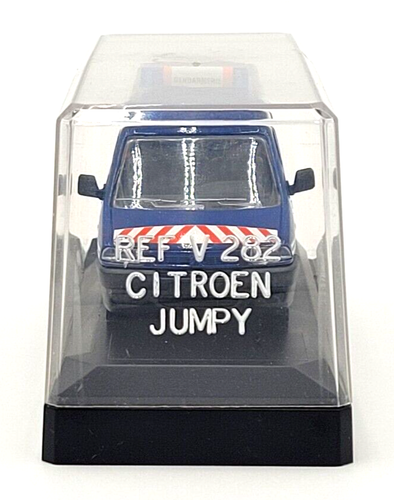 REF V 282
CITROEN
JUMPY